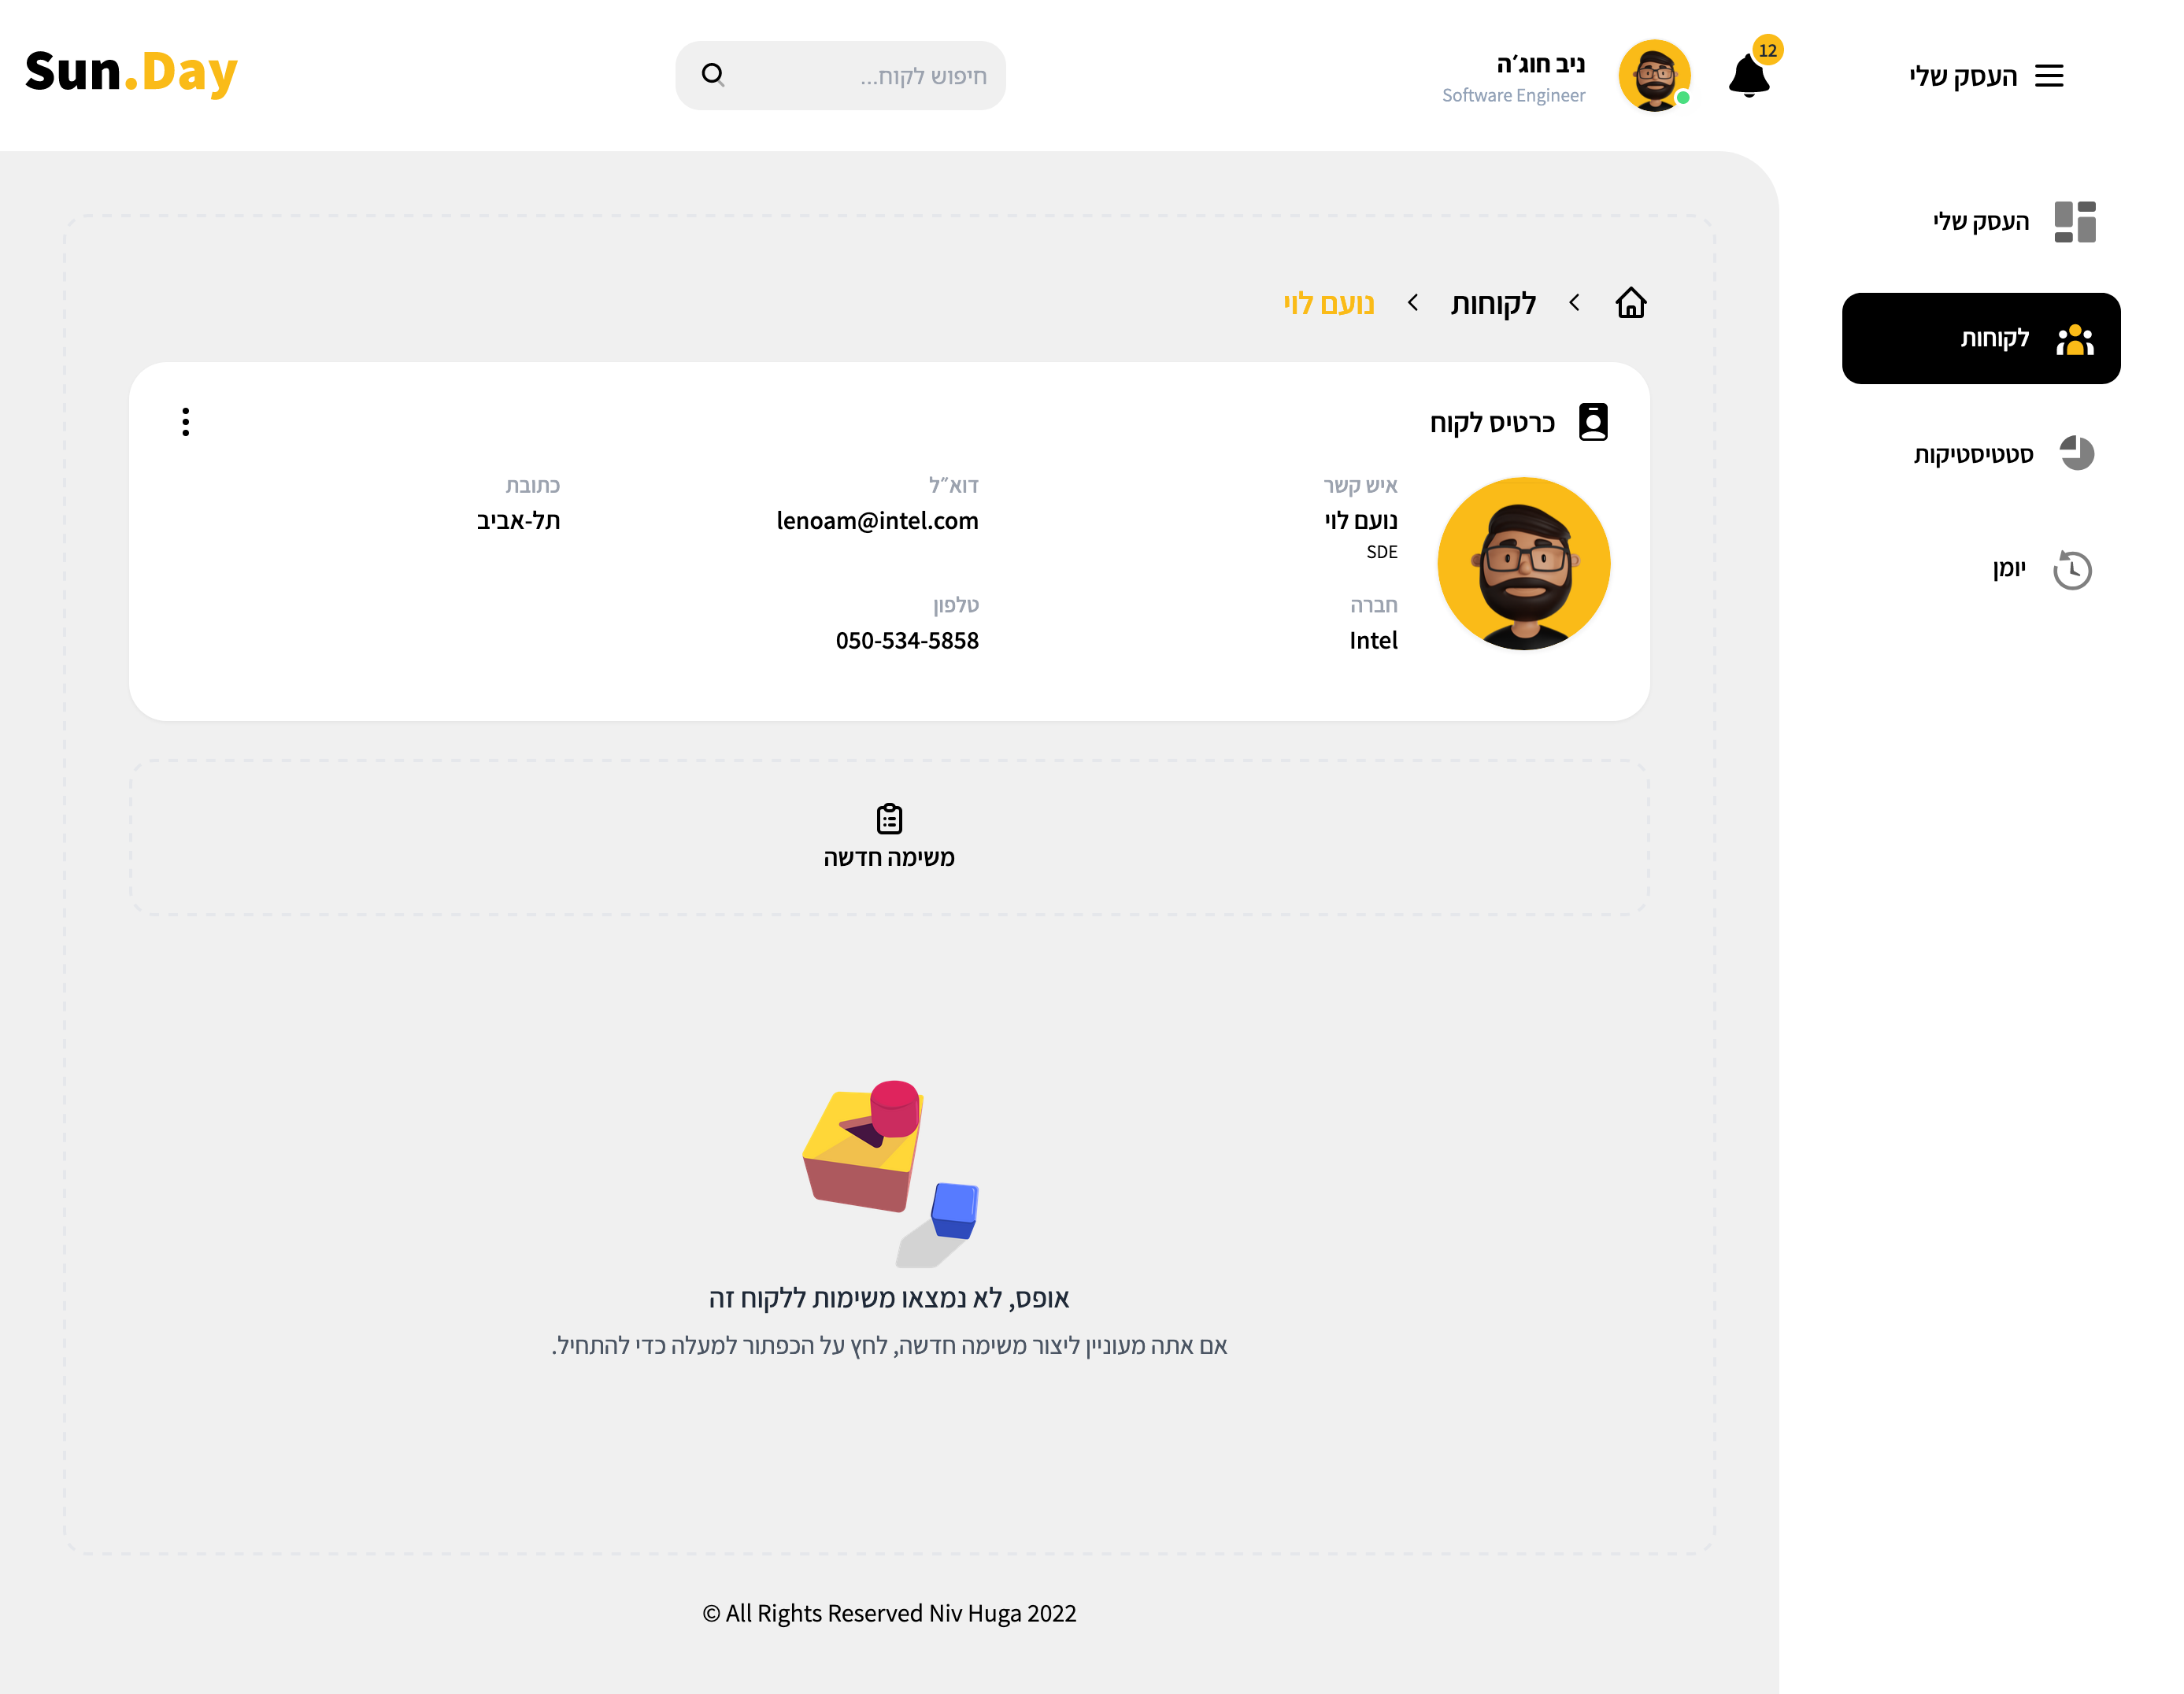 העסק שלי
12
ניב חוג׳ה
Software Engineer
חיפוש לקוח...
Sun.Day
העסק שלי
לקוחות
סטטיסטיקות
יומן
לקוחות
נועם לוי
כרטיס לקוח
איש קשר
נועם לוי
SDE
חברה
Intel
דוא״ל
lenoam@intel.com
טלפון
050-534-5858
כתובת
תל-אביב
משימה חדשה
אופס, לא נמצאו משימות ללקוח זה
אם אתה מעוניין ליצור משימה חדשה, לחץ על הכפתור למעלה כדי להתחיל.
© All Rights Reserved Niv Huga 2022